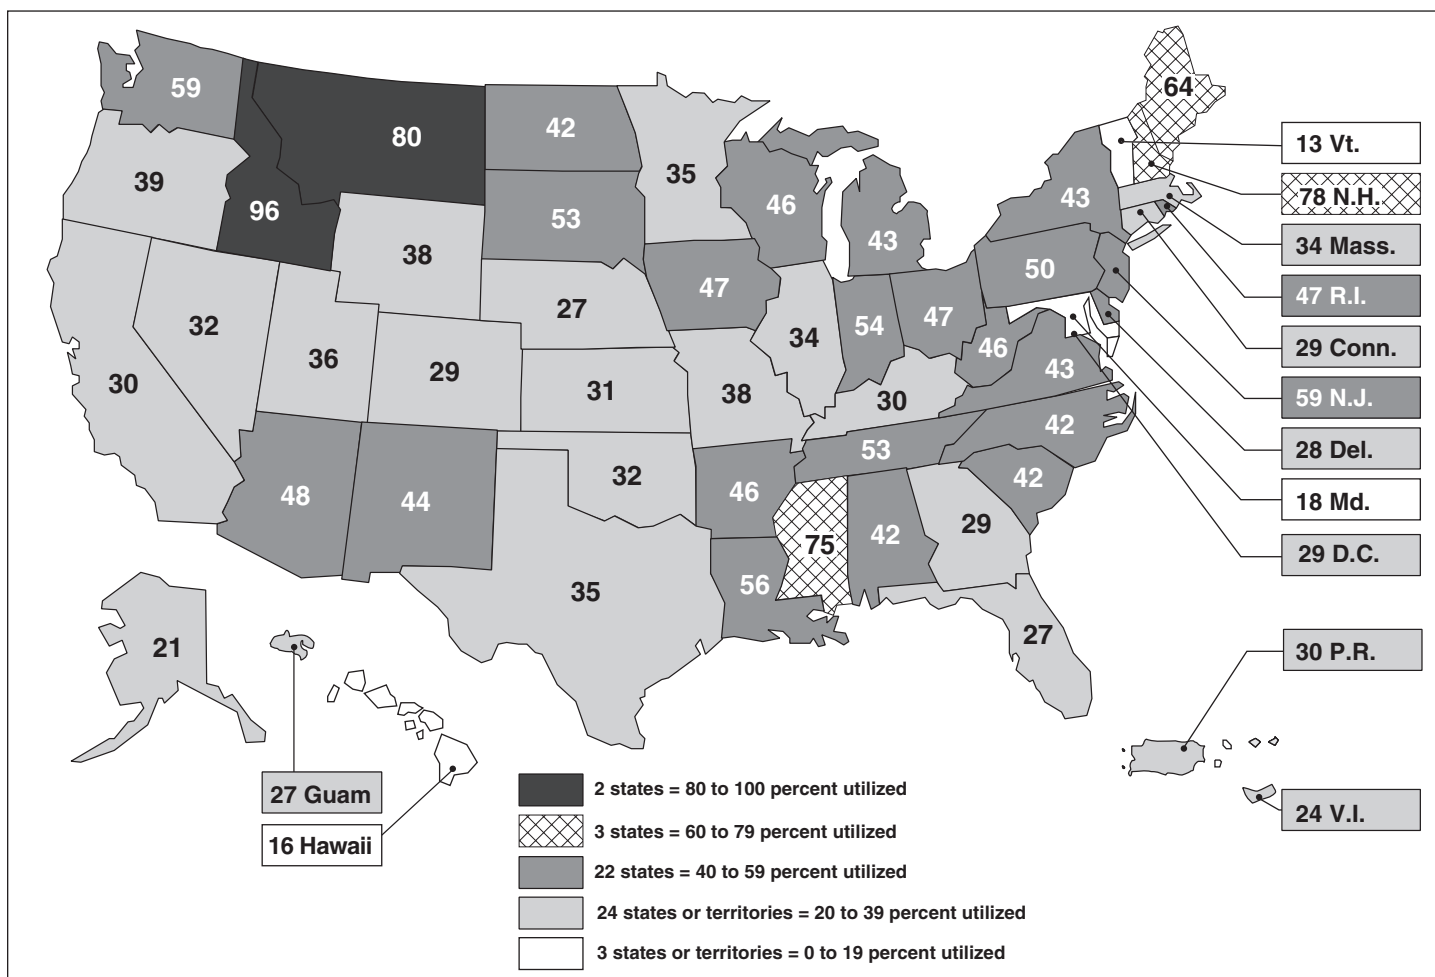 59
80
42
35
64
39
96
53
46
43
43
13 Vt.
78 N.H.
34 Mass.
47 R.I.
29 Conn.
59 N.J.
28 Del.
18 Md.
29 D.C.
38
50
32
27
47
54
47
46
34
36
29
31
38
30
43
30
53
42
48
44
32
46
42
75
42
29
35
56
27
21
30 P.R.
27 Guam
16 Hawaii
24 V.I.
2 states = 80 to 100 percent utilized
3 states = 60 to 79 percent utilized
22 states = 40 to 59 percent utilized
24 states or territories = 20 to 39 percent utilized
3 states or territories = 0 to 19 percent utilized